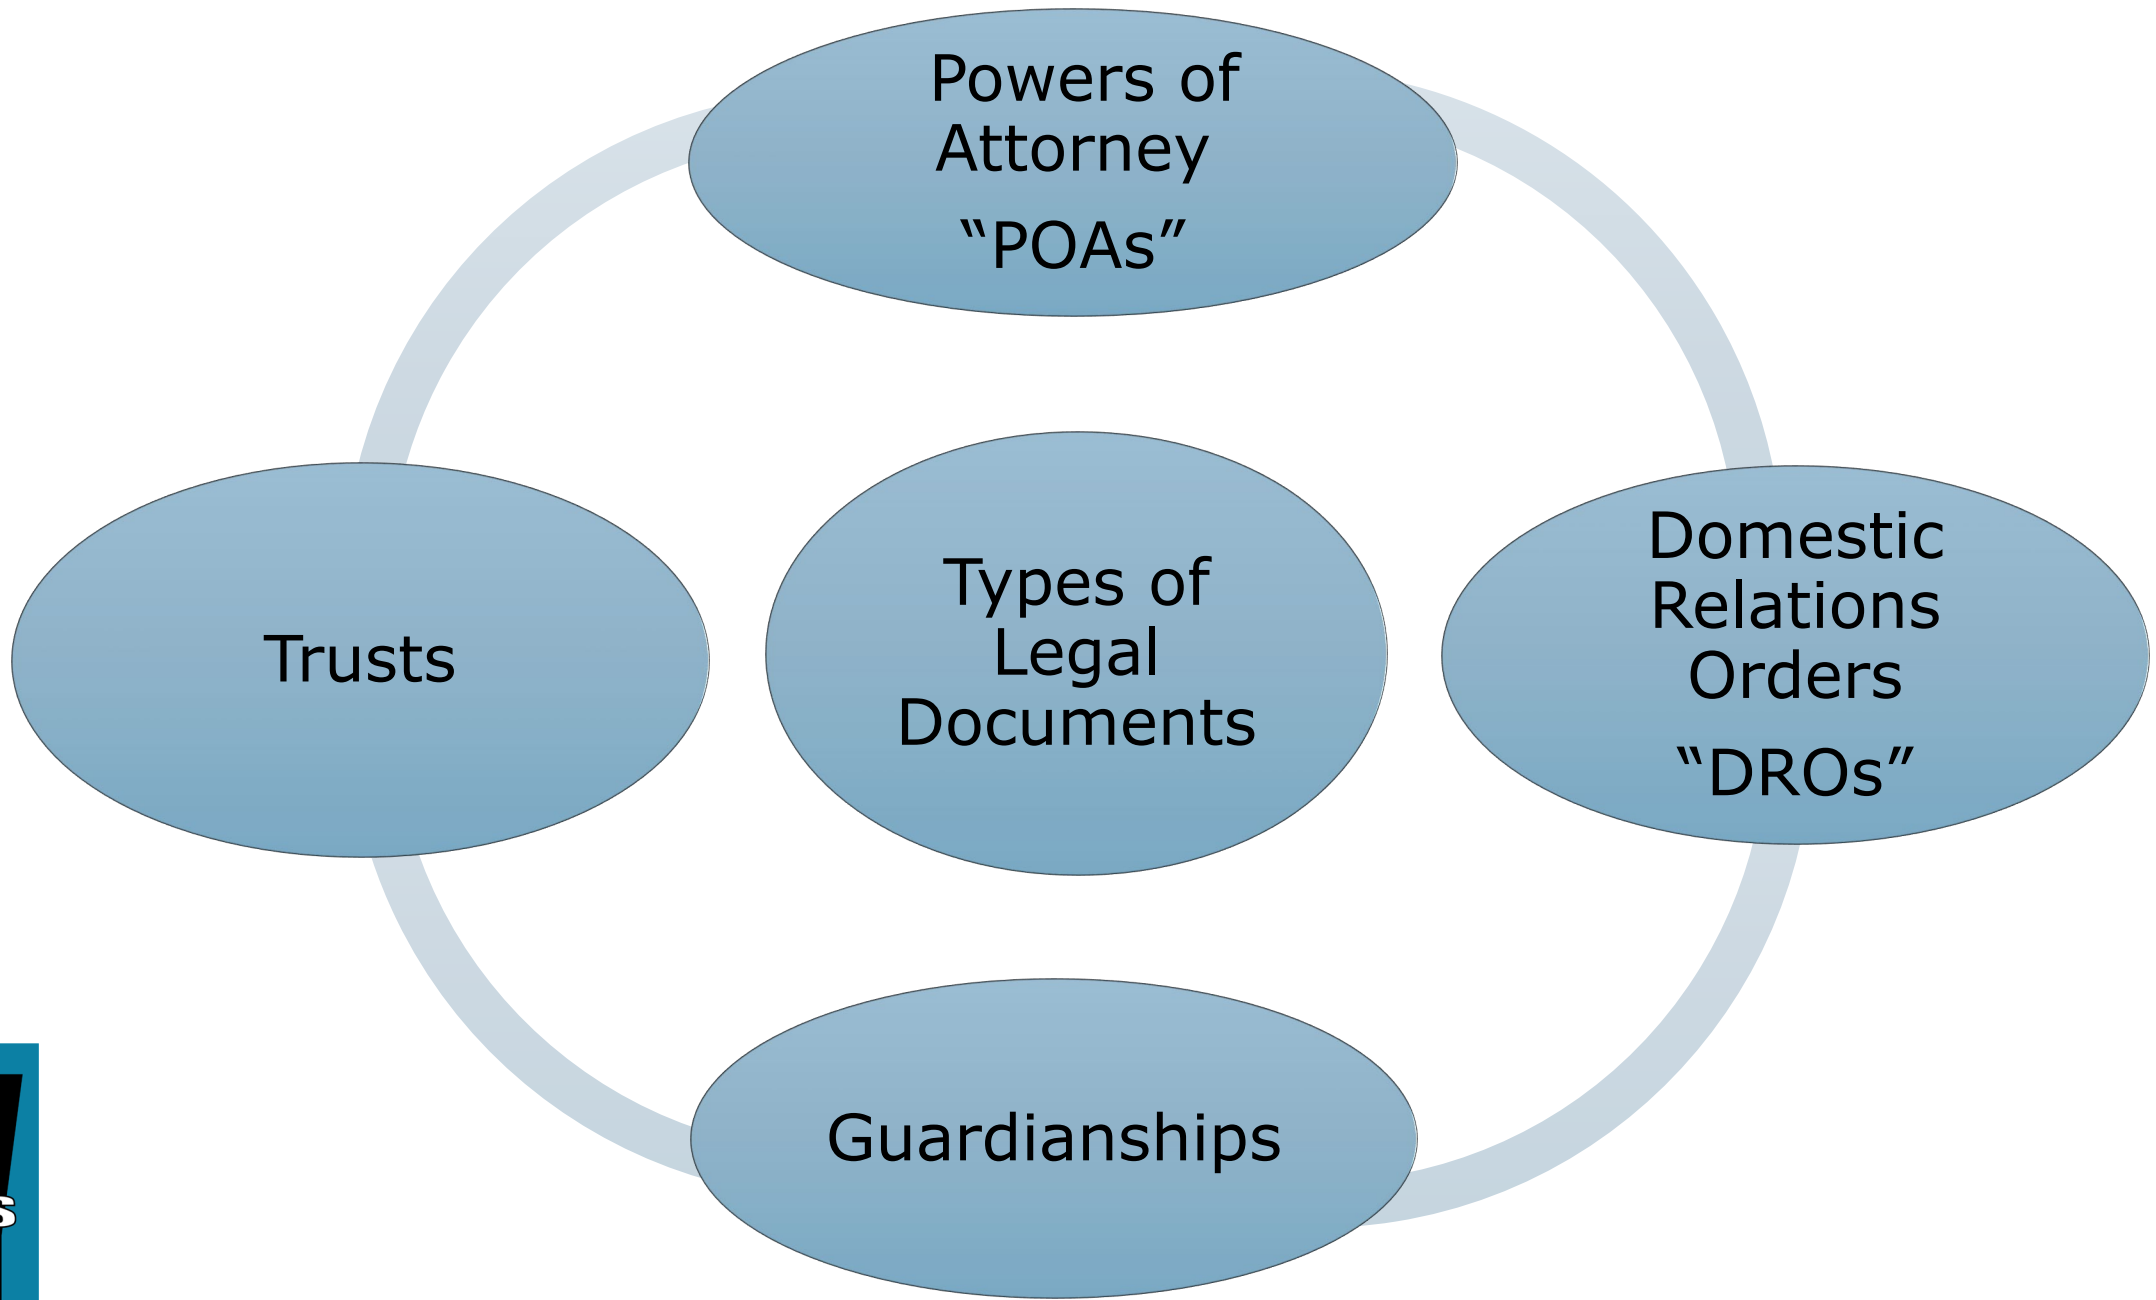 Powers of
Attorney
“POAs”
Trusts
Types of
Legal
Documents
Domestic
Relations
Orders
“DROs”
Guardianships